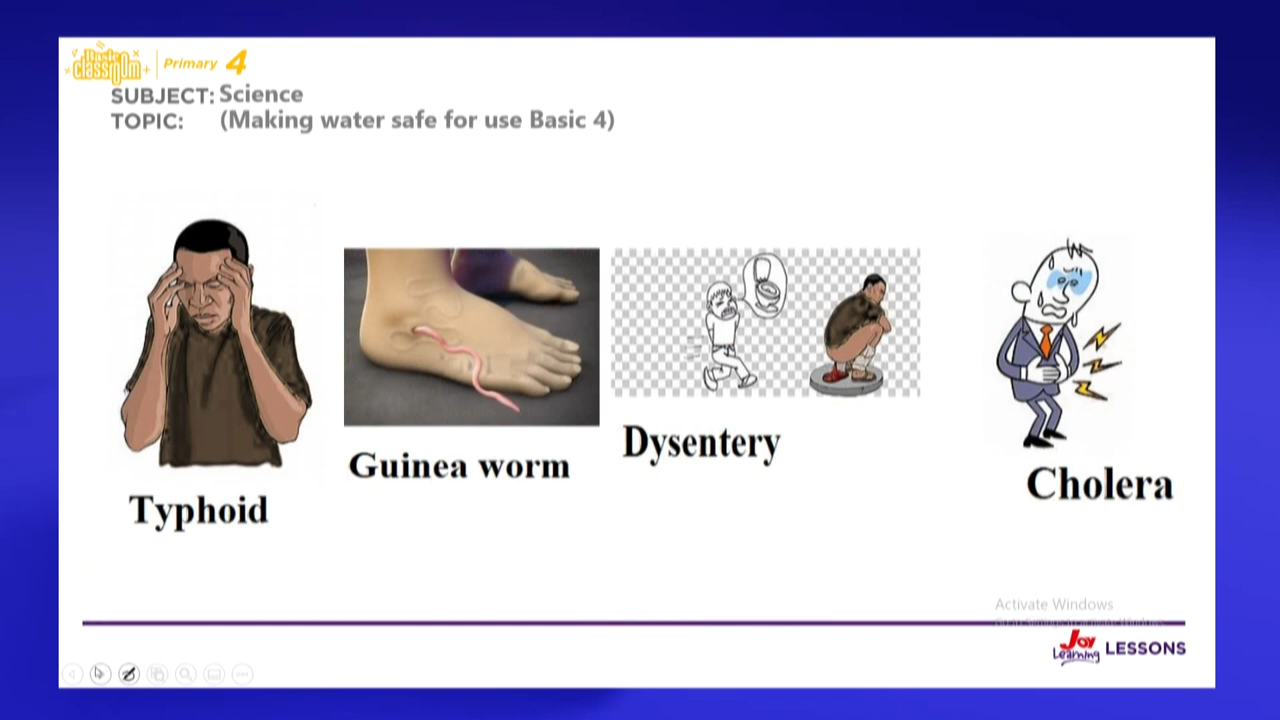 Basic
classroom
Primary 4
SUBJECT: Science
TOPIC: (Making water safe for use Basic 4)
Typhoid
Guinea worm
Dysentery
Cholera
Activate Windows
Joy
Learning
LESSONS